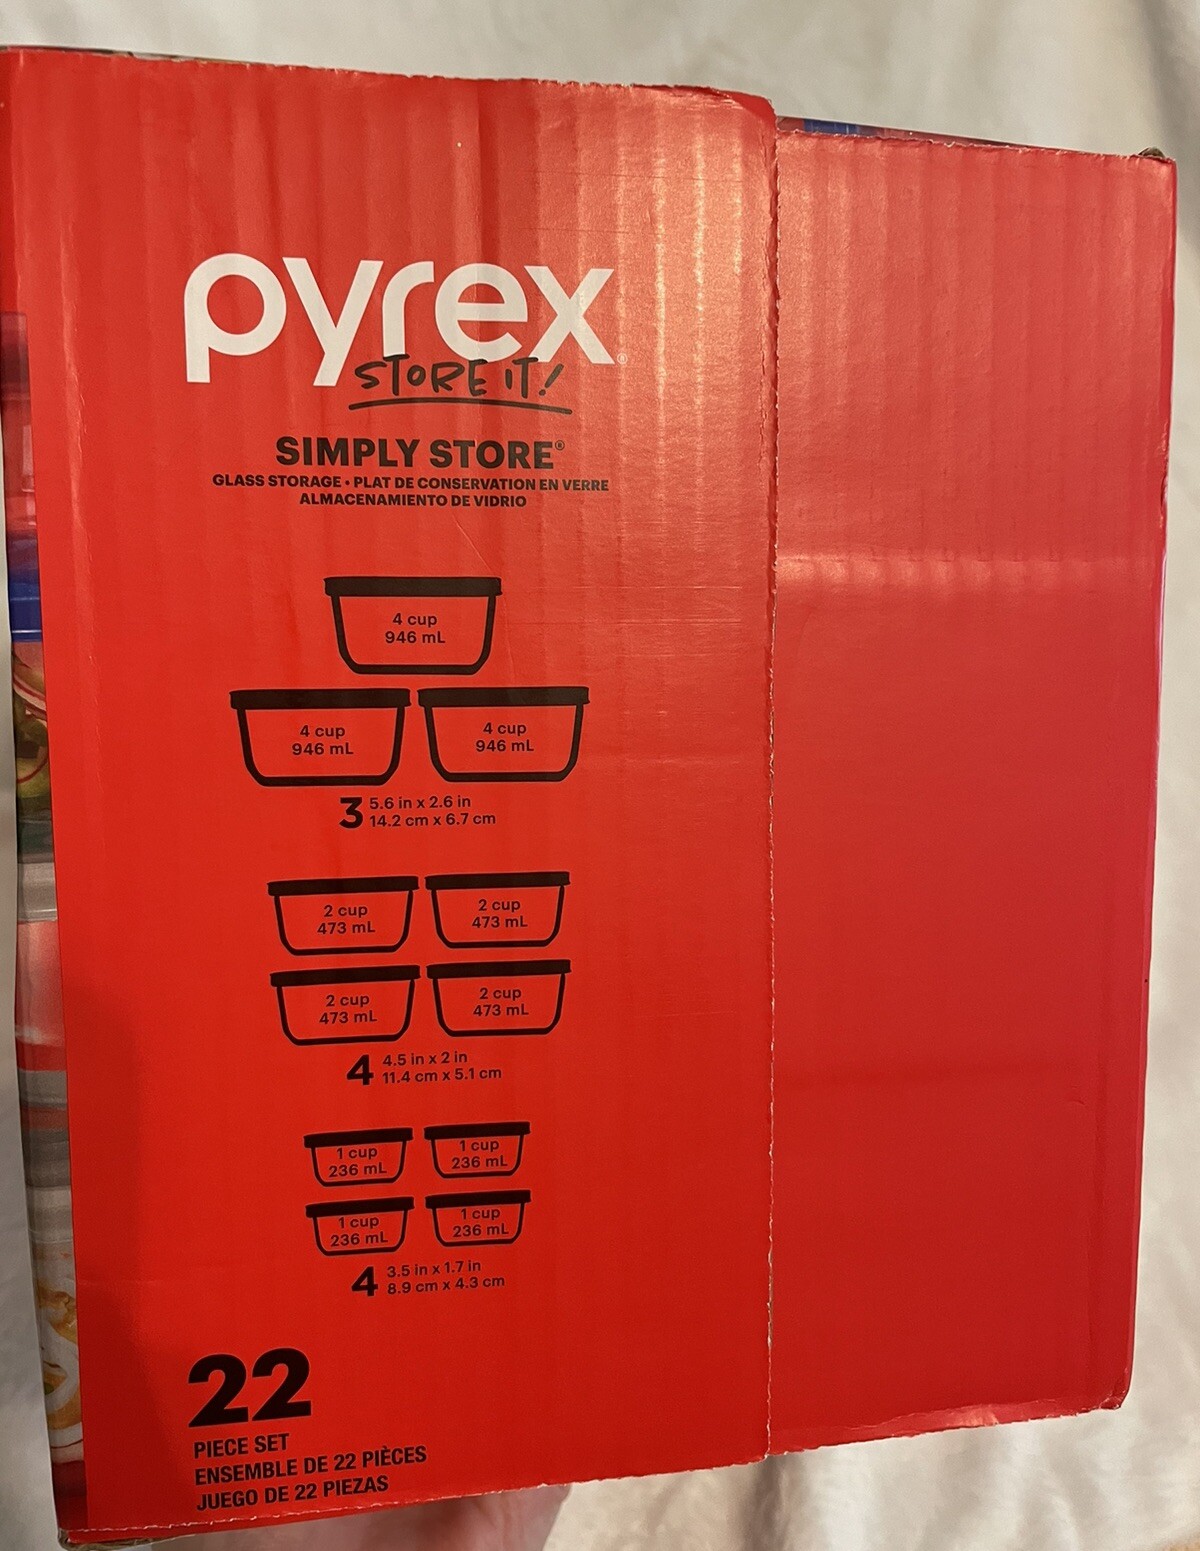 pyrex®
STORE IT!
SIMPLY STORE®
GLASS STORAGE • PLAT DE CONSERVATION EN VERRE
ALMACENAMIENTO DE VIDRIO
4 cup
946 mL
4 cup
946 mL
4 cup
946 mL
3 5.6 in x 2.6 in
14.2 cm x 6.7 cm
2 cup
473 mL
2 cup
473 mL
2 cup
473 mL
2 cup
473 mL
4 4.5 in x 2 in
11.4 cm x 5.1 cm
1 cup
236 mL
1 cup
236 mL
1 cup
236 mL
1 cup
236 mL
4 3.5 in x 1.7 in
8.9 cm x 4.3 cm
22
PIECE SET
ENSEMBLE DE 22 PIÈCES
JUEGO DE 22 PIEZAS